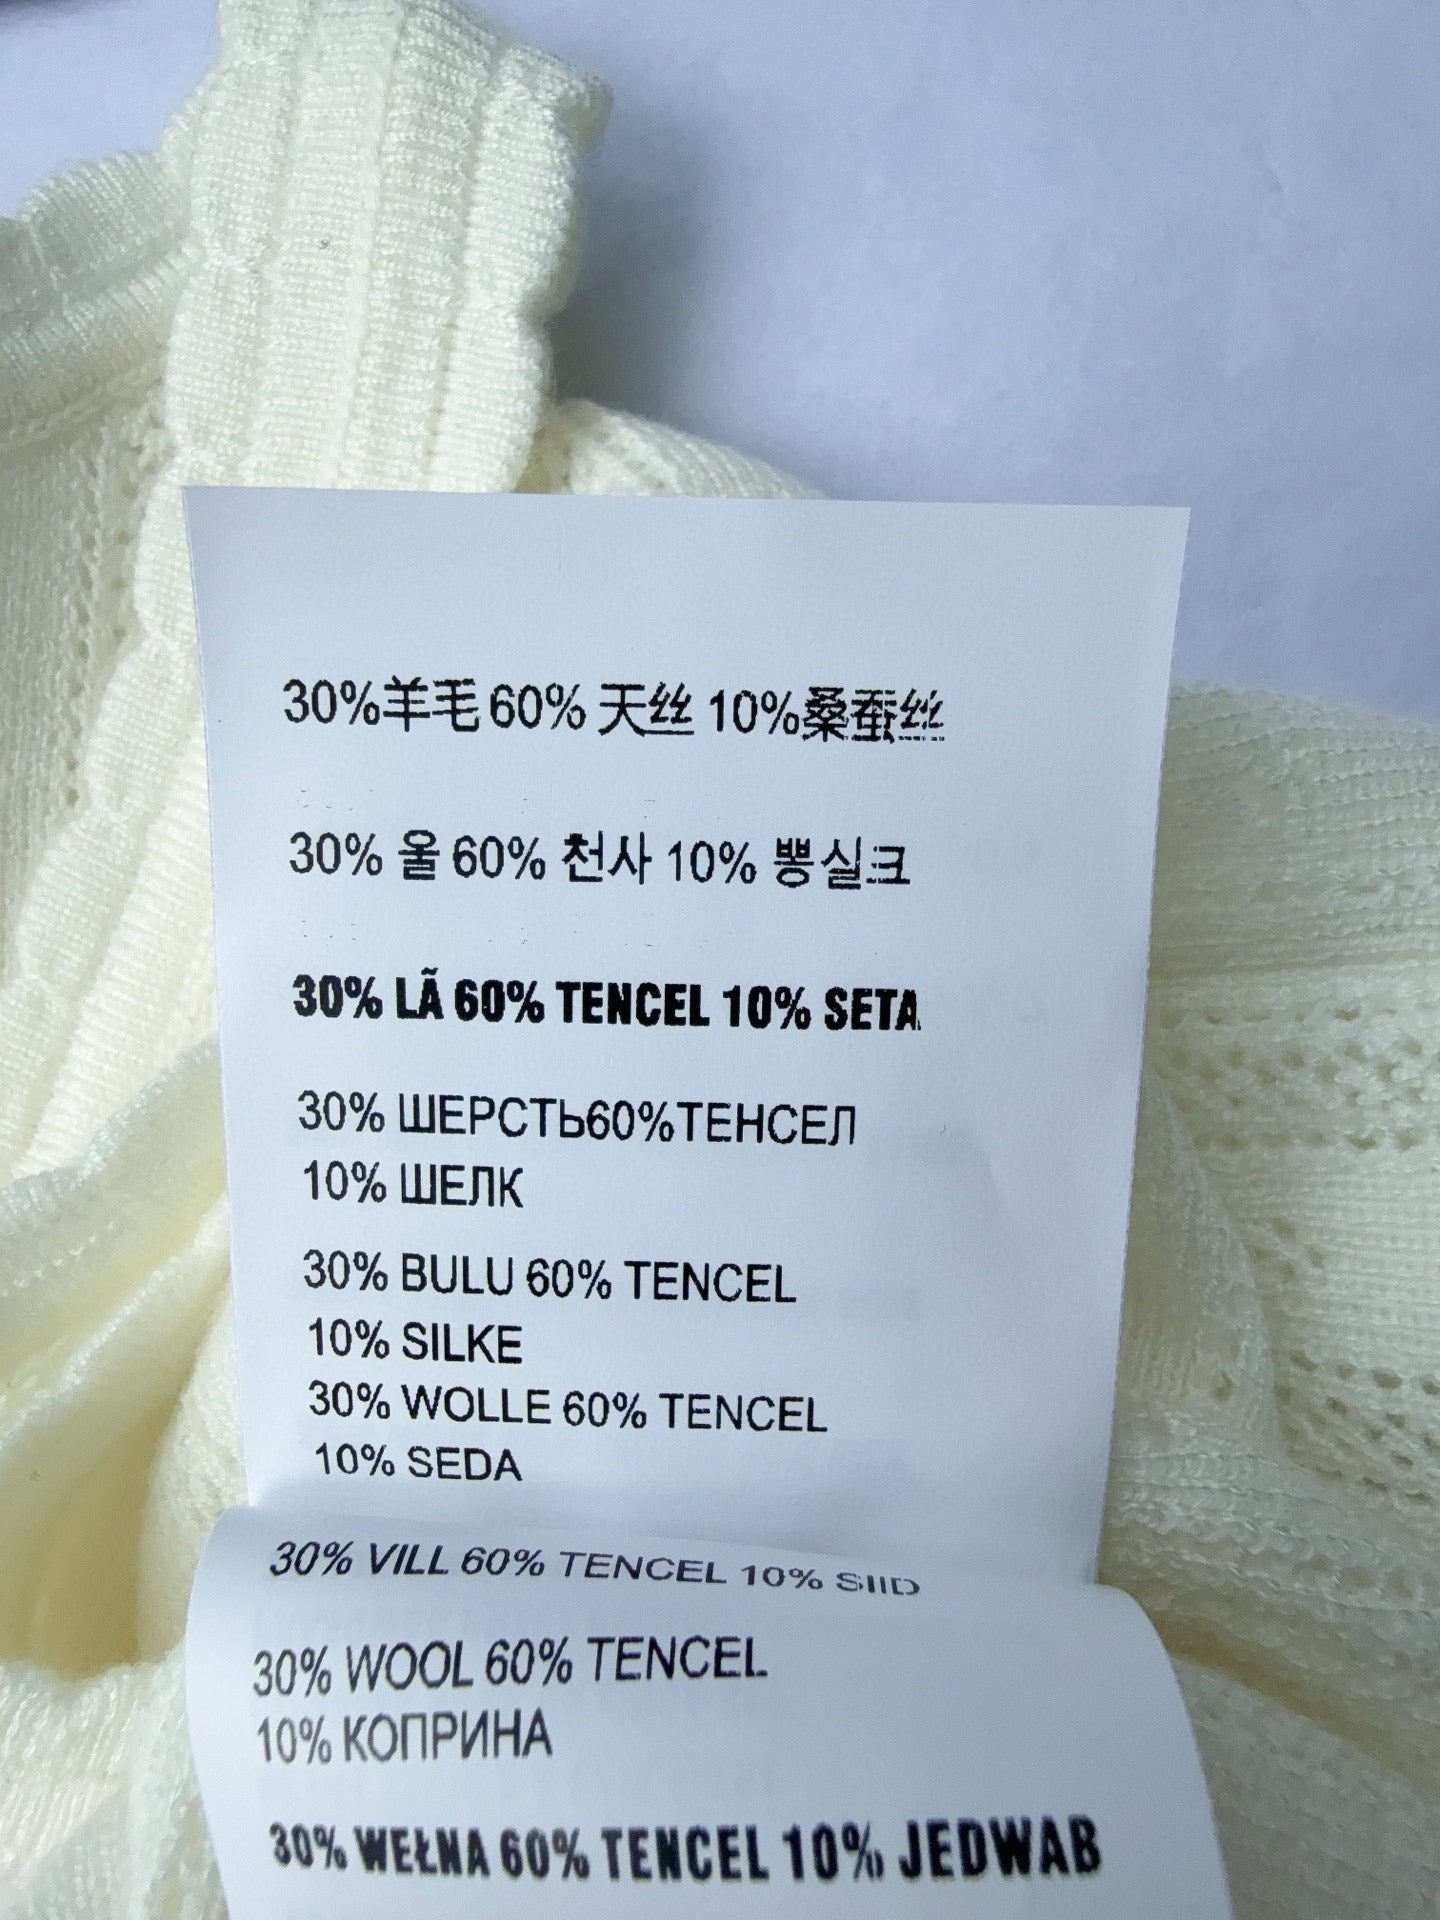 30%羊毛 60% 天丝 10%桑蚕丝
30% 울 60% 천사 10% 뽕실크
30% LÃ 60% TENCEL 10% SETA
30% ШЕРСТЬ60%ТЕНСЕЛ
10% ШЕЛК
30% BULU 60% TENCEL
10% SILKE
30% WOLLE 60% TENCEL
10% SEDA
30% VILL 60% TENCEL 10% SIID
30% WOOL 60% TENCEL
10% КОПРИНА
30% WEŁNA 60% TENCEL 10% JEDWAB